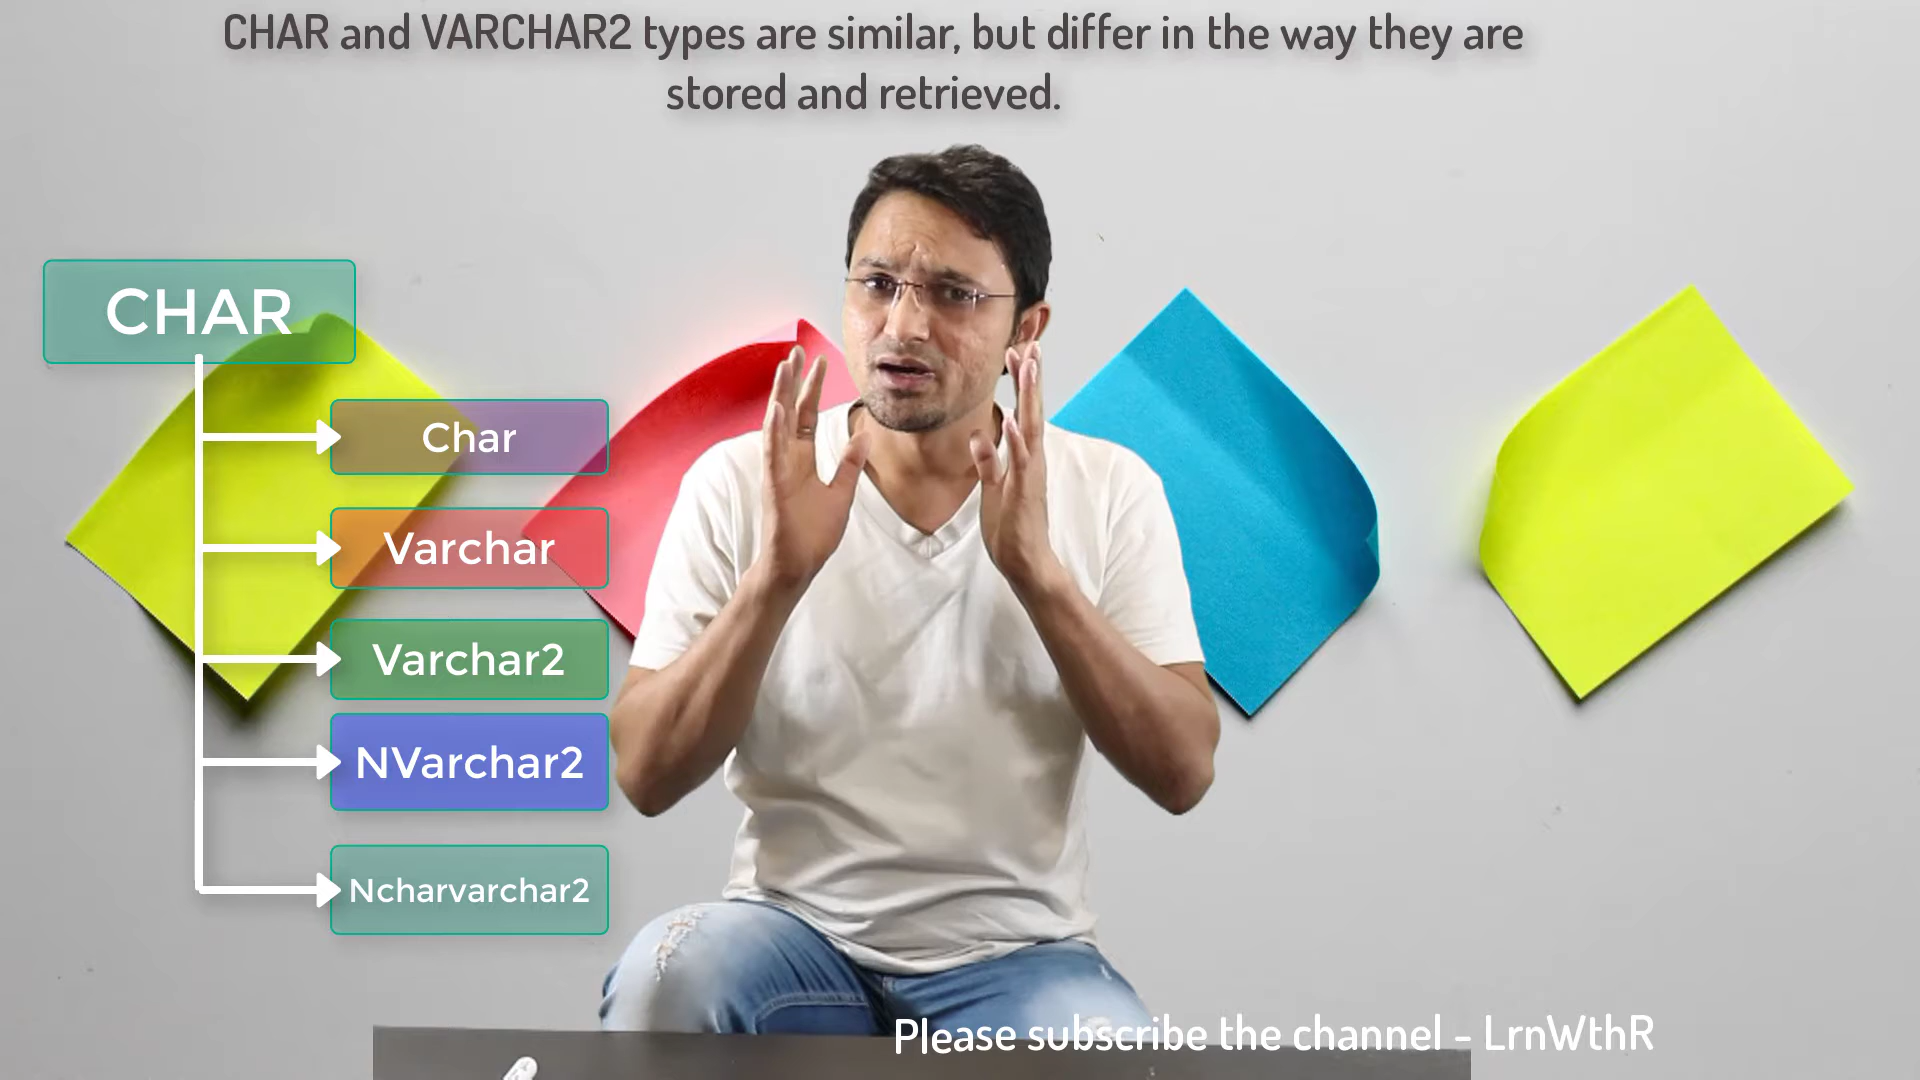 CHAR and VARCHAR2 types are similar, but differ in the way they are
stored and retrieved.
CHAR
Char
Varchar
Varchar2
NVarchar2
Ncharvarchar2
Please subscribe the channel - LrnWthR